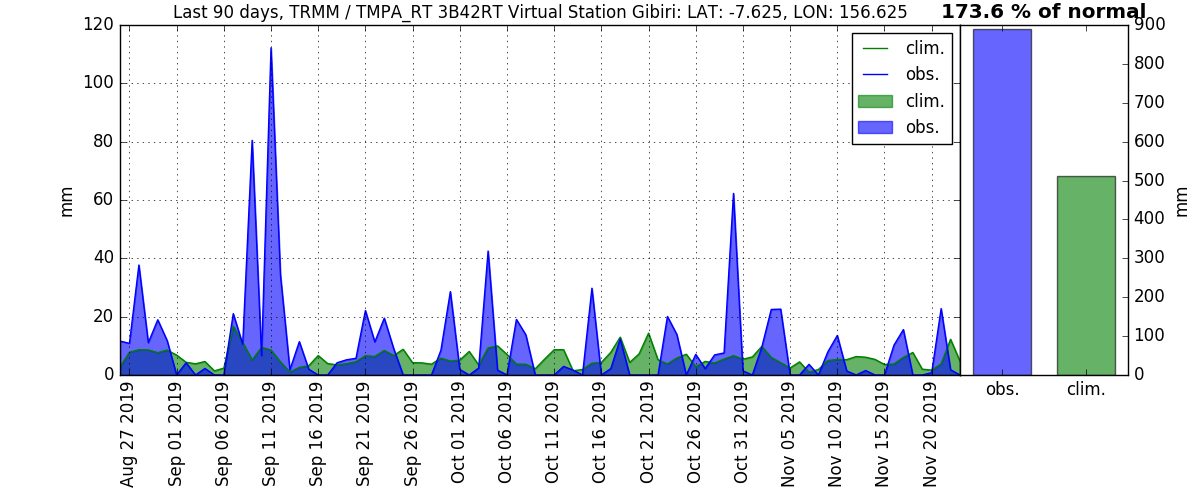 Last 90 days, TRMM / TMPA_RT 3B42RT Virtual Station Gibiri: LAT: -7.625, LON: 156.625
173.6 % of normal
120
100
80
60
40
20
0
mm
clim.
obs.
clim.
obs.
900
800
700
600
500
400
300
200
100
0
mm
Aug 27 2019
Sep 01 2019
Sep 06 2019
Sep 11 2019
Sep 16 2019
Sep 21 2019
Sep 26 2019
Oct 01 2019
Oct 06 2019
Oct 11 2019
Oct 16 2019
Oct 21 2019
Oct 26 2019
Oct 31 2019
Nov 05 2019
Nov 10 2019
Nov 15 2019
Nov 20 2019
obs.
clim.